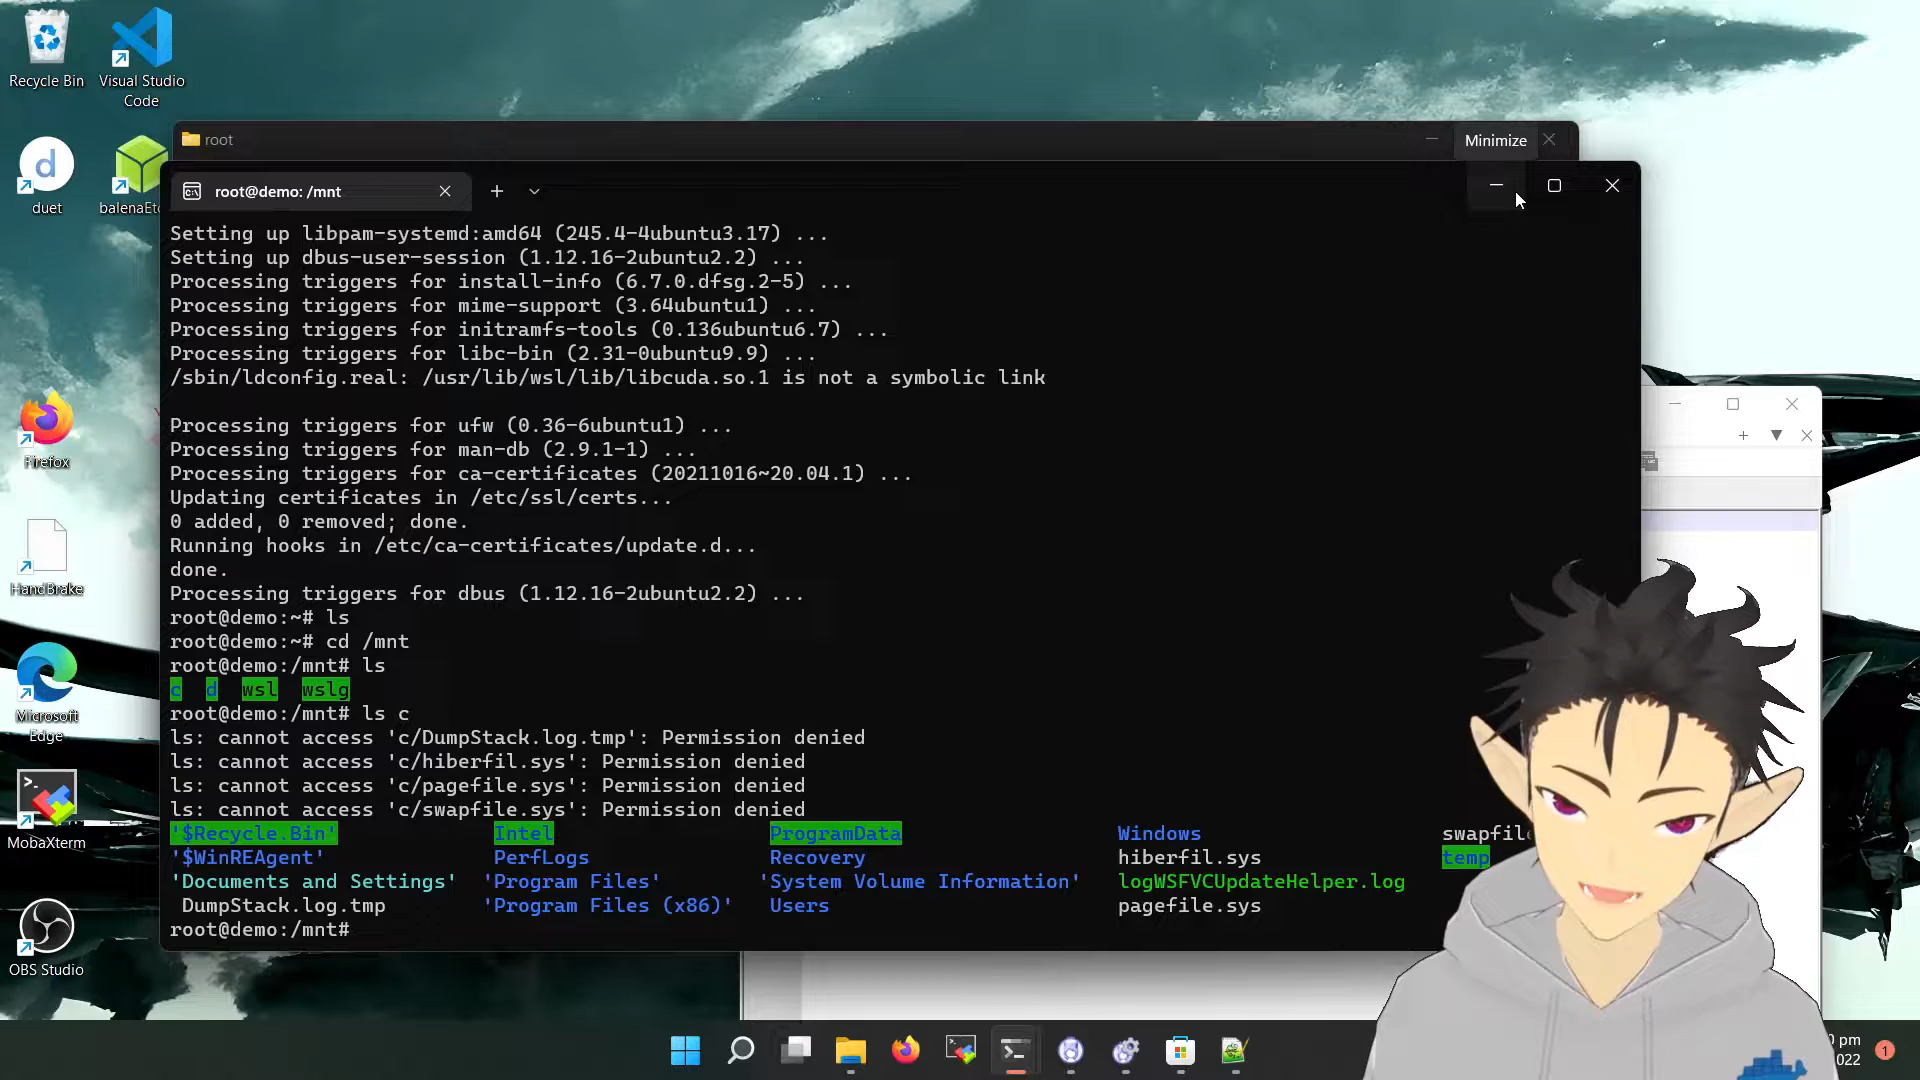 Recycle Bin
Visual Studio
Code
duet
balenaEtc
Firefox
HandBrake
Microsoft
Edge
MobaXterm
OBS Studio
root
Minimize
root@demo: /mnt
Setting up libpam-systemd:amd64 (245.4-4ubuntu3.17) ...
Setting up dbus-user-session (1.12.16-2ubuntu2.2) ...
Processing triggers for install-info (6.7.0.dfsg.2-5) ...
Processing triggers for mime-support (3.64ubuntu1) ...
Processing triggers for initramfs-tools (0.136ubuntu6.7) ...
Processing triggers for libc-bin (2.31-0ubuntu9.9) ...
/sbin/ldconfig.real: /usr/lib/wsl/lib/libcuda.so.1 is not a symbolic link
Processing triggers for ufw (0.36-6ubuntu1) ...
Processing triggers for man-db (2.9.1-1) ...
Processing triggers for ca-certificates (20211016~20.04.1) ...
Updating certificates in /etc/ssl/certs...
0 added, 0 removed; done.
Running hooks in /etc/ca-certificates/update.d...
done.
Processing triggers for dbus (1.12.16-2ubuntu2.2) ...
root@demo:~# ls
root@demo:~# cd /mnt
root@demo:/mnt# ls
c d wsl wslg
root@demo:/mnt# ls c
ls: cannot access 'c/DumpStack.log.tmp': Permission denied
ls: cannot access 'c/hiberfil.sys': Permission denied
ls: cannot access 'c/pagefile.sys': Permission denied
ls: cannot access 'c/swapfile.sys': Permission denied
'$Recycle.Bin' Intel ProgramData Windows swapfil
'$WinREAgent' PerfLogs Recovery hiberfil.sys temp
'Documents and Settings' 'Program Files' 'System Volume Information' logWSFVCUpdateHelper.log
DumpStack.log.tmp 'Program Files (x86)' Users pagefile.sys
root@demo:/mnt#
0 pm
022
1